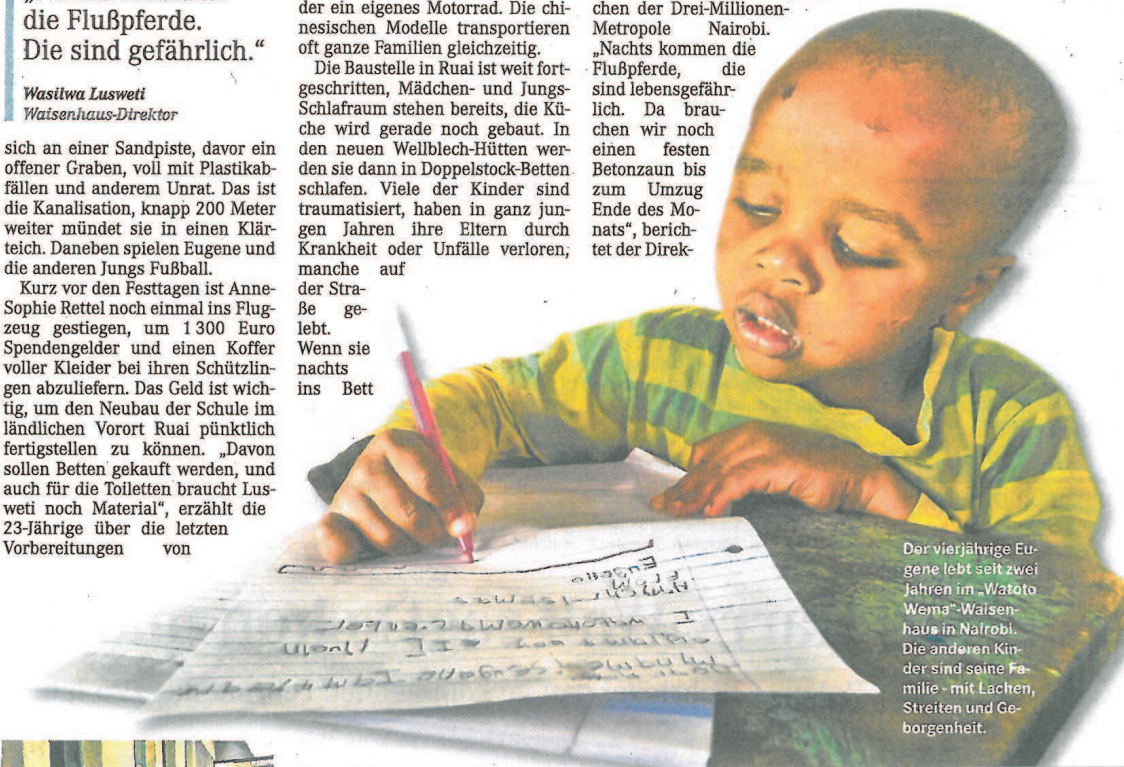 die Flußpferde.
Die sind gefährlich.“
Wasilwa Lusweti
Waisenhaus-Direktor
sich an einer Sandpiste, davor ein
offener Graben, voll mit Plastikab-
fällen und anderem Unrat. Das ist
die Kanalisation, knapp 200 Meter
weiter mündet sie in einen Klär-
teich. Daneben spielen Eugene und
die anderen Jungs Fußball.
Kurz vor den Festtagen ist Anne-
Sophie Rettel noch einmal ins Flug-
zeug gestiegen, um 1 300 Euro
Spendengelder und einen Koffer
voller Kleider bei ihren Schützlin-
gen abzuliefern. Das Geld ist wich-
tig, um den Neubau der Schule im
ländlichen Vorort Ruai pünktlich
fertigstellen zu können. „Davon
sollen Betten gekauft werden, und
auch für die Toiletten braucht Lus-
weti noch Material“, erzählt die
23-Jährige über die letzten
Vorbereitungen von
der ein eigenes Motorrad. Die chi-
nesischen Modelle transportieren
oft ganze Familien gleichzeitig.
Die Baustelle in Ruai ist weit fort-
geschritten, Mädchen- und Jungs-
Schlafraum stehen bereits, die Kü-
che wird gerade noch gebaut. In
den neuen Wellblech-Hütten wer-
den sie dann in Doppelstock-Betten
schlafen. Viele der Kinder sind
traumatisiert, haben in ganz jun-
gen Jahren ihre Eltern durch
Krankheit oder Unfälle verloren,
manche auf
der Stra-
ße ge-
lebt.
Wenn sie
nachts
ins Bett
chen der Drei-Millionen-
Metropole Nairobi.
„Nachts kommen die
Flußpferde, die
sind lebensgefähr-
lich. Da brau-
chen wir noch
einen festen
Betonzaun bis
zum Umzug
Ende des Mo-
nats“, berich-
tet der Direk-
my name is eugene I am 4 years
watoto wema center
Eugene
Der vierjährige Eu-
gene lebt seit zwei
Jahren im „Watoto
Wema“-Waisen-
haus in Nairobi.
Die anderen Kin-
der sind seine Fa-
milie - mit Lachen,
Streiten und Ge-
borgenheit.